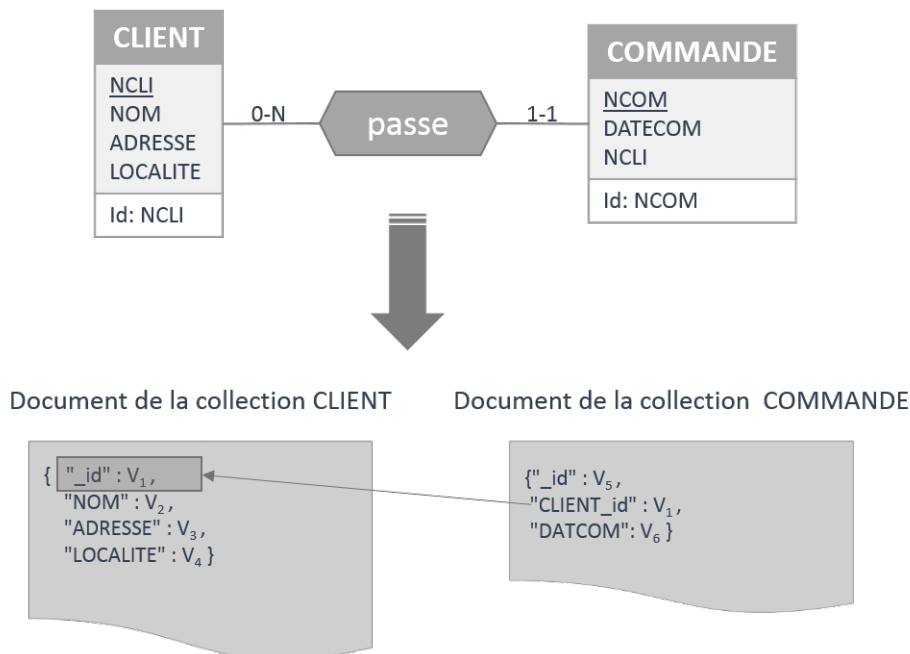 CLIENT
NCLI
NOM
ADRESSE
LOCALITE
Id: NCLI
0-N
passe
1-1
COMMANDE
NCOM
DATECOM
NCLI
Id: NCOM
Document de la collection CLIENT
Document de la collection COMMANDE
{ "_id" : V₁ ,
"NOM" : V₂ ,
"ADRESSE" : V₃ ,
"LOCALITE" : V₄ }
{"_id" : V₅ ,
"CLIENT_id" : V₁ ,
"DATCOM": V₆ }